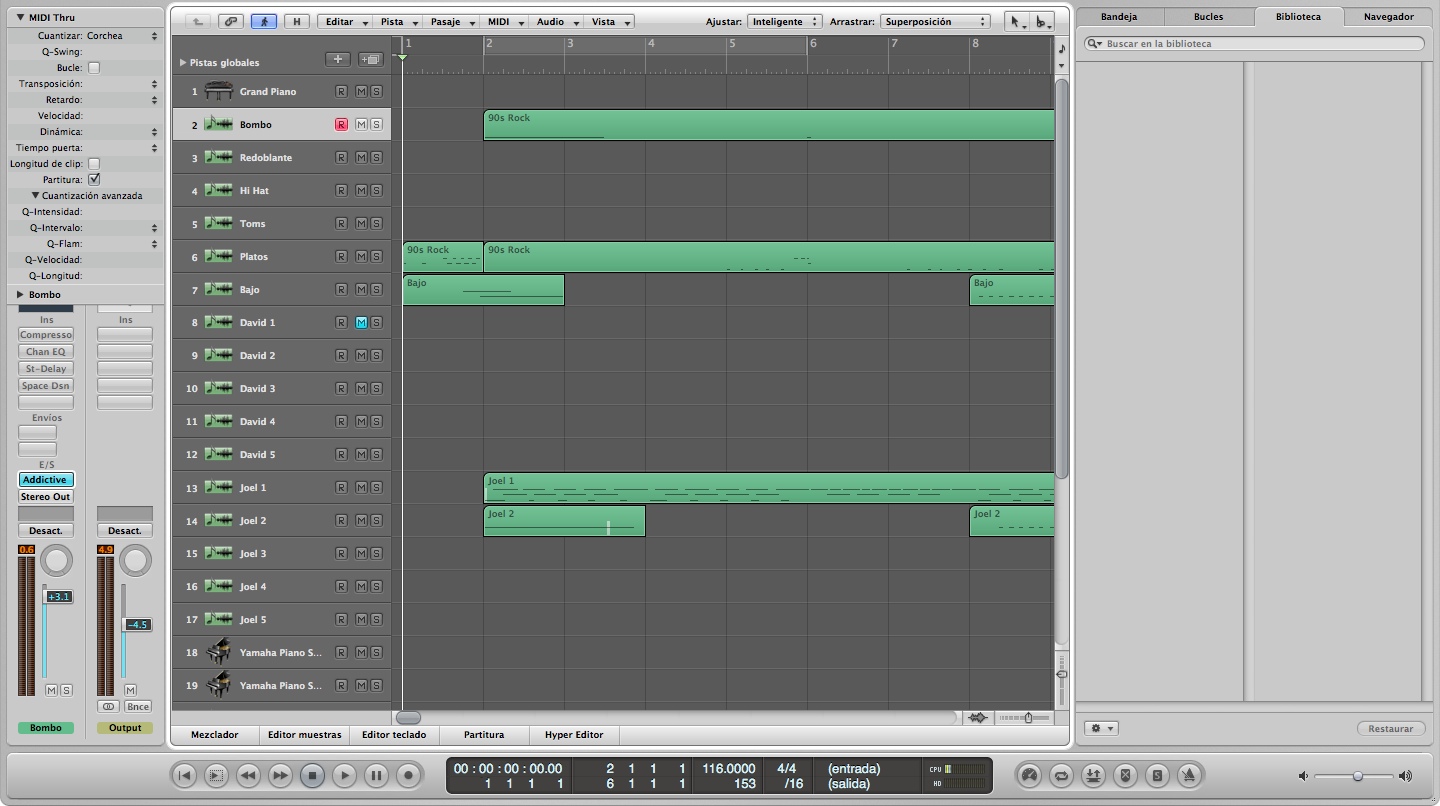 MIDI Thru
Cuantizar: Corchea
Q-Swing:
Bucle:
Transposición:
Retardo:
Velocidad:
Dinámica:
Tiempo puerta:
Longitud de clip:
Partitura:
Cuantización avanzada
Q-Intensidad:
Q-Intervalo:
Q-Flam:
Q-Velocidad:
Q-Longitud:
Bombo
Ins Ins
Compresso
Chan EQ
St-Delay
Space Dsn
Envíos
E/S
Addictive
Stereo Out
Desact. Desact.
0.6 4.9
+3.1
-4.5
M S M
Bnce
Bombo Output
H Editar Pista Pasaje MIDI Audio Vista Ajustar: Inteligente Arrastrar: Superposición
1 2 3 4 5 6 7 8
Pistas globales
1 Grand Piano R M S
2 Bombo R M S 90s Rock
3 Redoblante R M S
4 Hi Hat R M S
5 Toms R M S
6 Platos R M S 90s Rock 90s Rock
7 Bajo R M S Bajo Bajo
8 David 1 R M S
9 David 2 R M S
10 David 3 R M S
11 David 4 R M S
12 David 5 R M S
13 Joel 1 R M S Joel 1
14 Joel 2 R M S Joel 2 Joel 2
15 Joel 3 R M S
16 Joel 4 R M S
17 Joel 5 R M S
18 Yamaha Piano S... R M S
19 Yamaha Piano S... R M S
Mezclador Editor muestras Editor teclado Partitura Hyper Editor
Bandeja Bucles Biblioteca Navegador
Buscar en la biblioteca
Restaurar
00 : 00 : 00 : 00.00 2 1 1 1 116.0000 4/4 (entrada) CPU
1 1 1 1 6 1 1 1 153 /16 (salida) HD
S